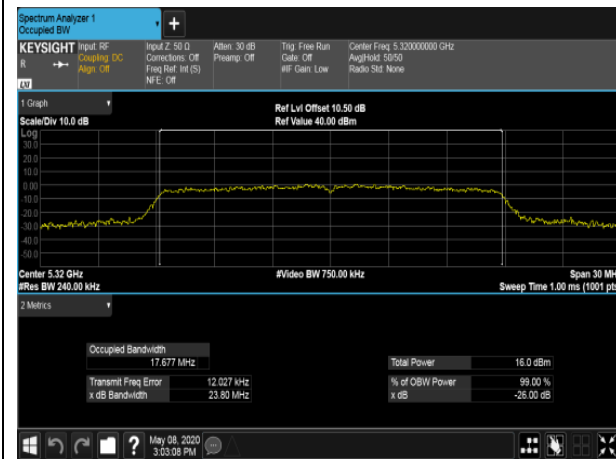 Spectrum Analyzer 1
Occupied BW
+
KEYSIGHT Input: RF Input Z: 50 Ω Atten: 30 dB Trig: Free Run Center Freq: 5.320000000 GHz
R Coupling: DC Corrections: Off Preamp: Off Gate: Off Avg|Hold: 50/50
Align: Off Freq Ref: Int (S) #IF Gain: Low Radio Std: None
LXI NFE: Off
1 Graph Ref Lvl Offset 10.50 dB
Scale/Div 10.0 dB Ref Value 40.00 dBm
Log
30.0
20.0
10.0
0.00
-10.0
-20.0
-30.0
-40.0
-50.0
Center 5.32 GHz #Video BW 750.00 kHz Span 30 MH
#Res BW 240.00 kHz Sweep Time 1.00 ms (1001 pts
2 Metrics
Occupied Bandwidth
17.677 MHz Total Power 16.0 dBm
Transmit Freq Error 12.027 kHz % of OBW Power 99.00 %
x dB Bandwidth 23.80 MHz x dB -26.00 dB
? May 08, 2020
3:03:08 PM